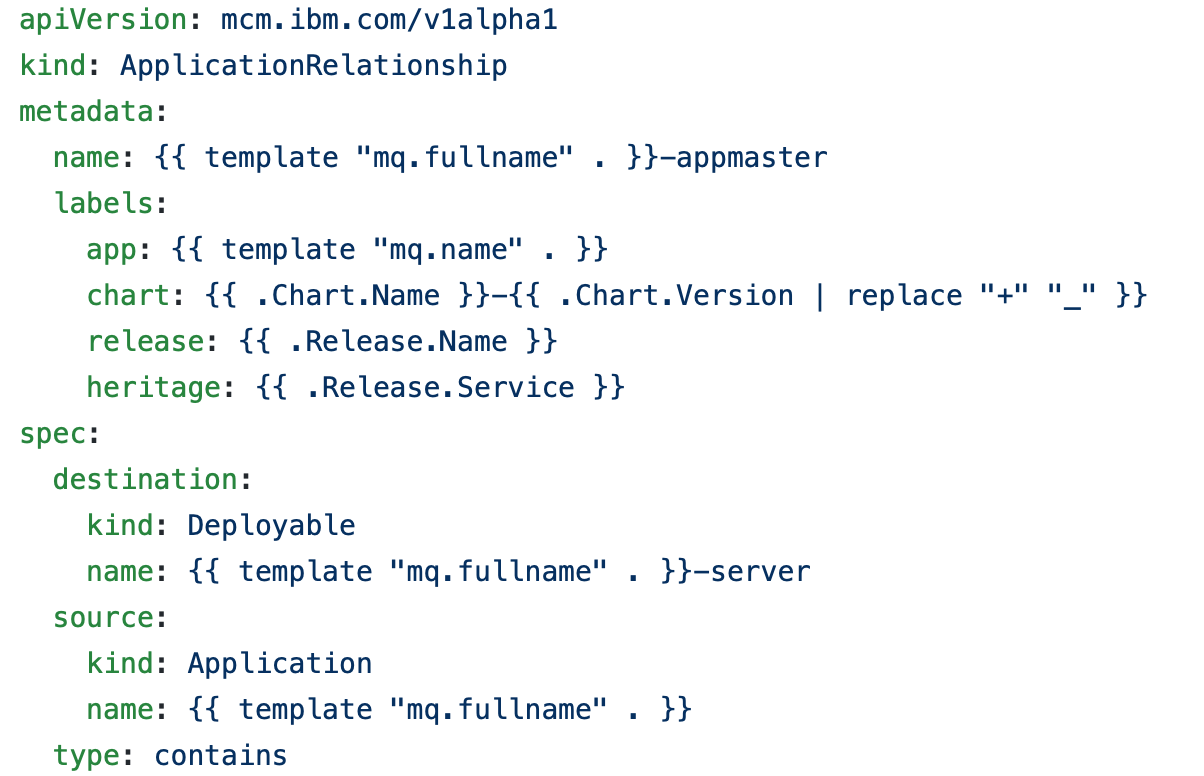 apiVersion: mcm.ibm.com/v1alpha1
kind: ApplicationRelationship
metadata:
  name: {{ template "mq.fullname" . }}-appmaster
  labels:
    app: {{ template "mq.name" . }}
    chart: {{ .Chart.Name }}-{{ .Chart.Version | replace "+" "_" }}
    release: {{ .Release.Name }}
    heritage: {{ .Release.Service }}
spec:
  destination:
    kind: Deployable
    name: {{ template "mq.fullname" . }}-server
  source:
    kind: Application
    name: {{ template "mq.fullname" . }}
  type: contains